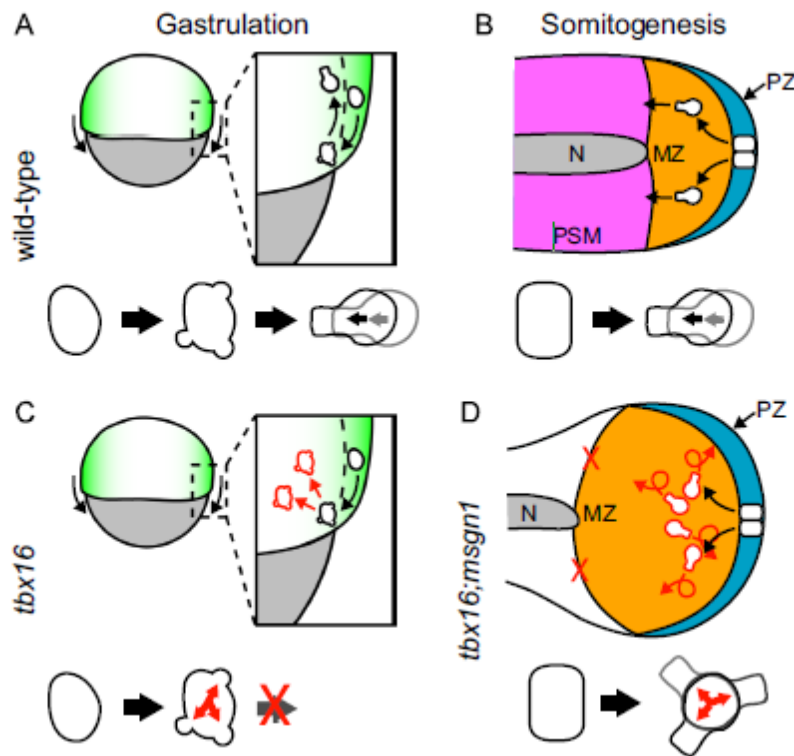 A Gastrulation
B Somitogenesis
wild-type
PZ
N
MZ
PSM
C
D
tbx16
tbx16;msgn1
PZ
N
MZ